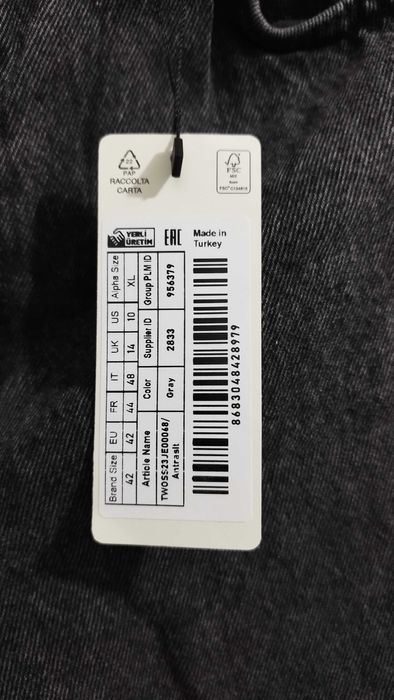 22
PAP
RACCOLTA
CARTA
FSC
MIX
YERLİ
ÜRETİM
EAC
Made in
Turkey
Brand Size EU FR IT UK US Alpha Size
42 42 44 48 14 10 XL
Article Name Color Supplier ID Group PLM ID
TWOSS23JE00068/
Antrasit Gray 2833 956379
8683048428979